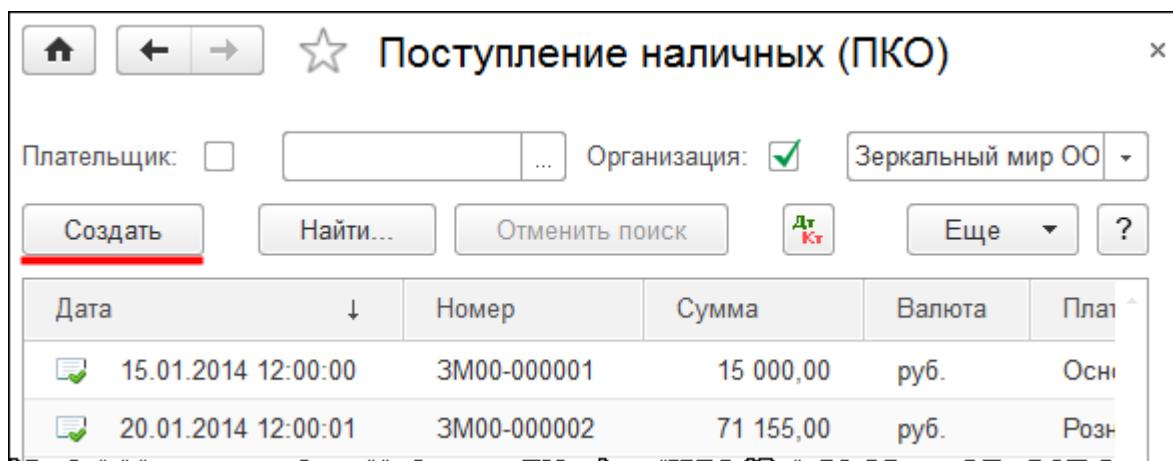 Поступление наличных (ПКО)
Плательщик: ... Организация: Зеркальный мир ОО
Создать Найти... Отменить поиск Дт Кт Еще ?
Дата ↓ Номер Сумма Валюта Плат
15.01.2014 12:00:00 ЗМ00-000001 15 000,00 руб. Осн
20.01.2014 12:00:01 ЗМ00-000002 71 155,00 руб. Розн